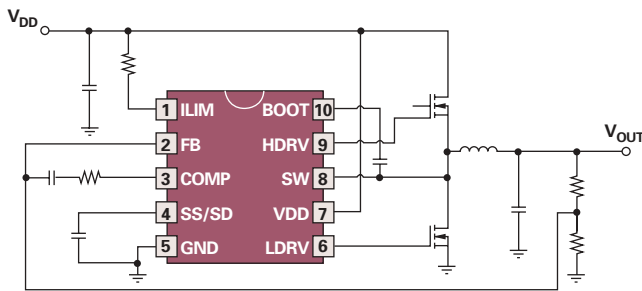 VDD
1 ILIM BOOT 10
2 FB HDRV 9
VOUT
3 COMP SW 8
4 SS/SD VDD 7
5 GND LDRV 6